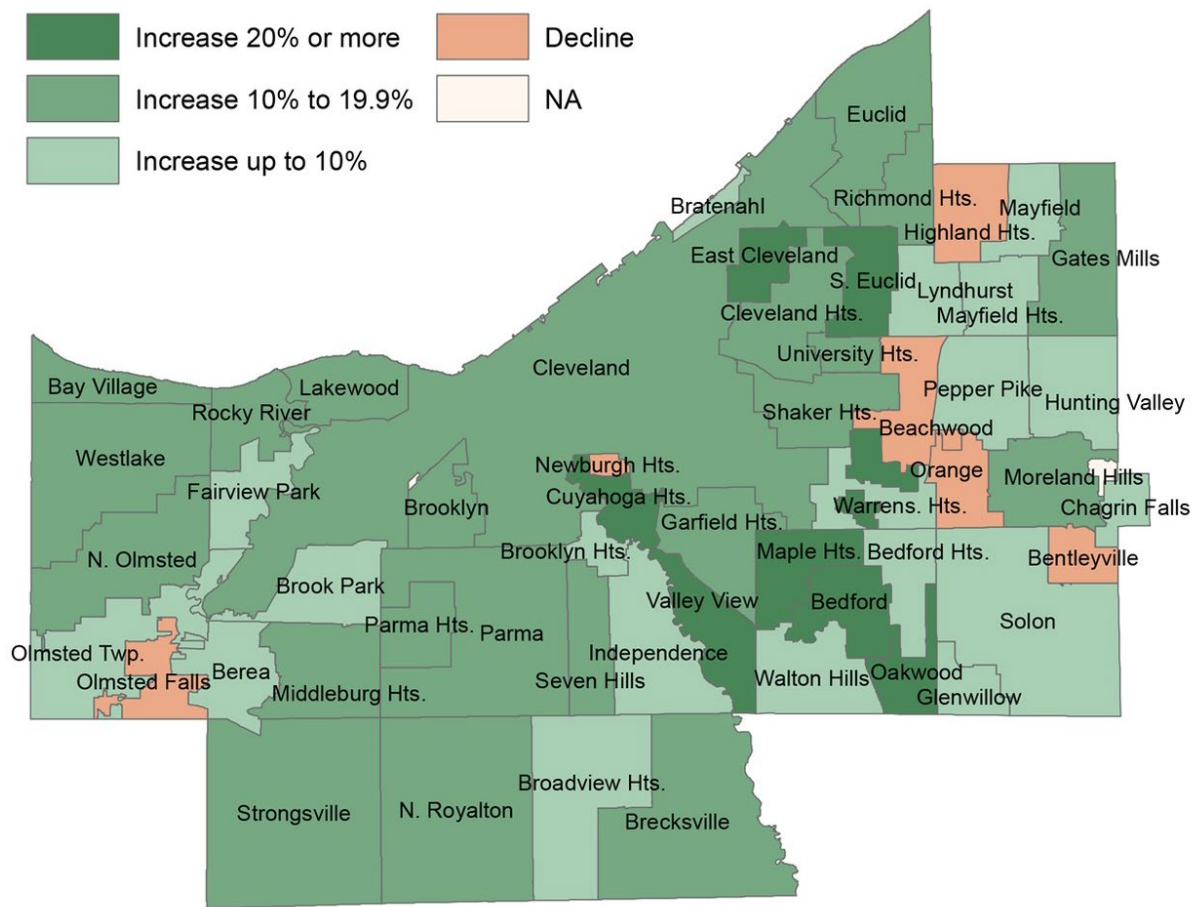 Increase 20% or more
Decline
Increase 10% to 19.9%
NA
Increase up to 10%
Euclid
Bratenahl
Richmond Hts.
Mayfield
Highland Hts.
East Cleveland
Gates Mills
S. Euclid
Lyndhurst
Cleveland Hts.
Mayfield Hts.
Cleveland
University Hts.
Bay Village
Lakewood
Pepper Pike
Hunting Valley
Rocky River
Shaker Hts.
Beachwood
Westlake
Newburgh Hts.
Orange
Moreland Hills
Fairview Park
Cuyahoga Hts.
Brooklyn
Warrens. Hts.
Chagrin Falls
Garfield Hts.
N. Olmsted
Brooklyn Hts.
Maple Hts.
Bedford Hts.
Bentleyville
Brook Park
Valley View
Bedford
Parma Hts.
Parma
Solon
Olmsted Twp.
Berea
Independence
Olmsted Falls
Seven Hills
Walton Hills
Oakwood
Middleburg Hts.
Glenwillow
Broadview Hts.
Strongsville
N. Royalton
Brecksville